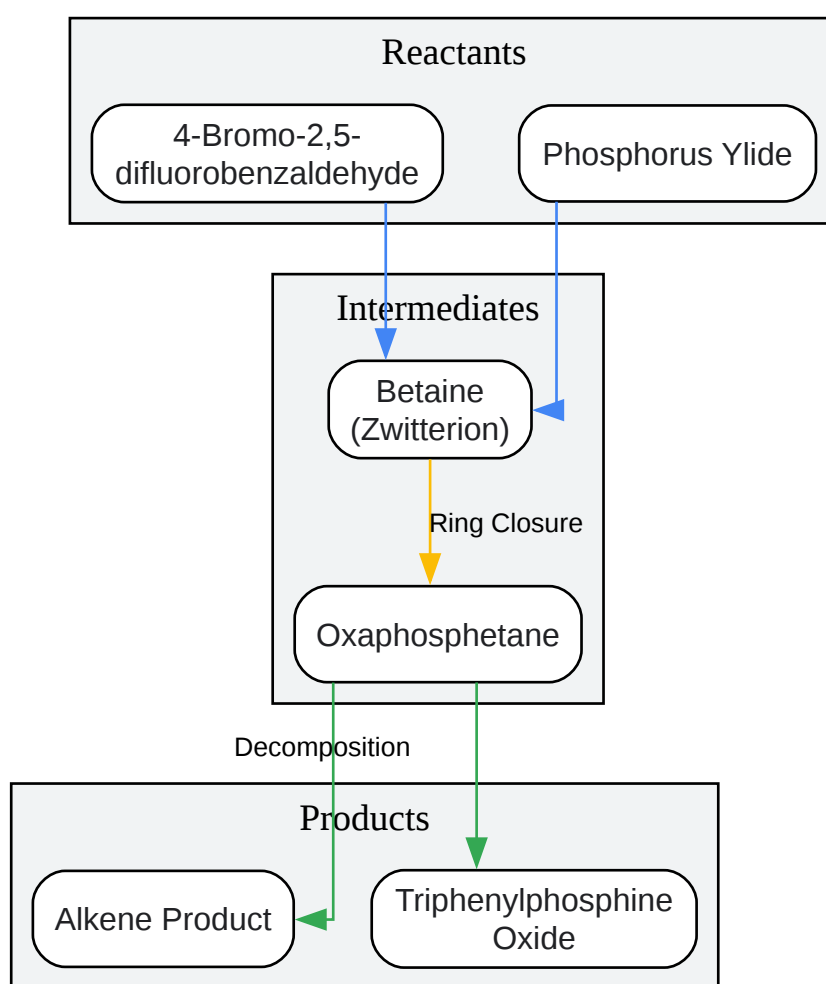 Reactants
4-Bromo-2,5-
difluorobenzaldehyde
Phosphorus Ylide
Intermediates
Betaine
(Zwitterion)
Ring Closure
Oxaphosphetane
Decomposition
Products
Alkene Product
Triphenylphosphine
Oxide